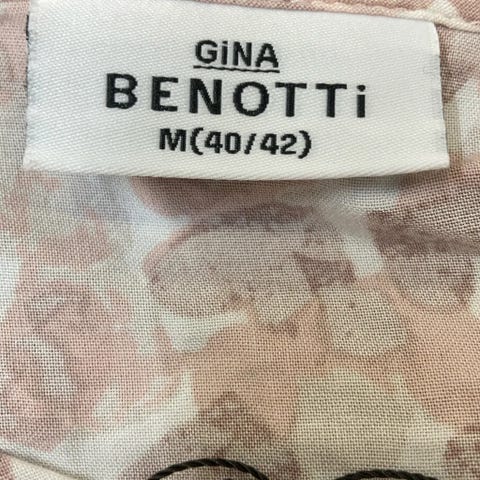 GiNA
BENOTTi
M(40/42)